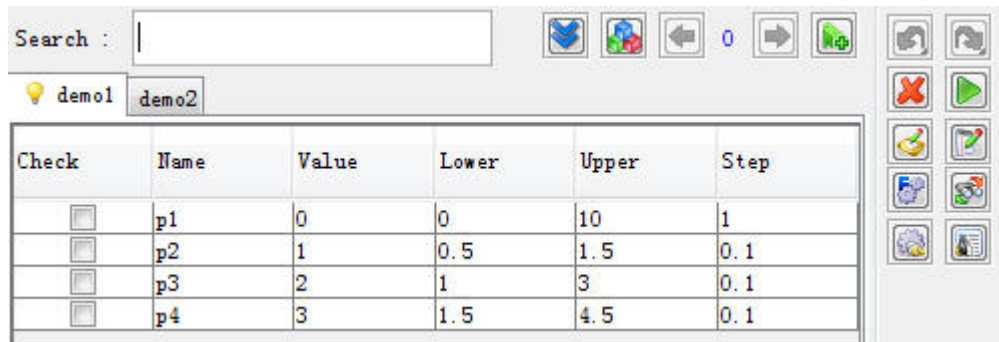 Search :
0
demo1 demo2
Check Name Value Lower Upper Step
p1 0 0 10 1
p2 1 0.5 1.5 0.1
p3 2 1 3 0.1
p4 3 1.5 4.5 0.1